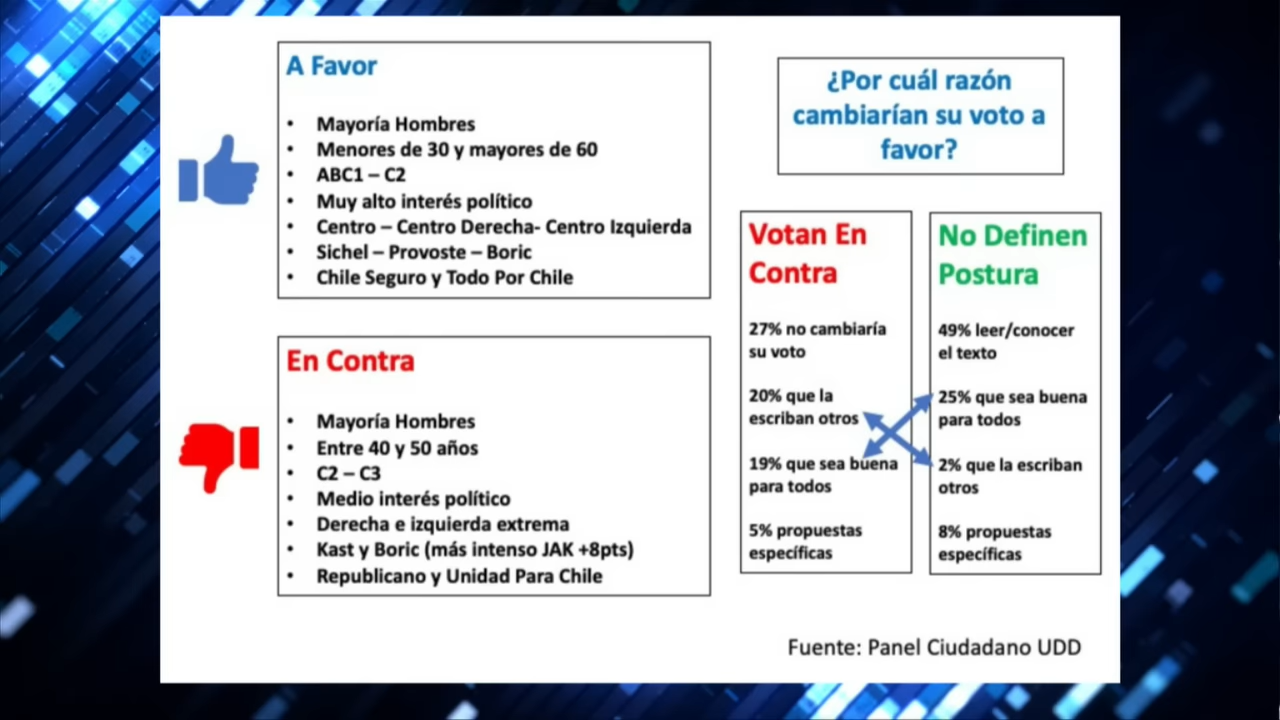 A Favor
• Mayoría Hombres
• Menores de 30 y mayores de 60
• ABC1 – C2
• Muy alto interés político
• Centro – Centro Derecha- Centro Izquierda
• Sichel – Provoste – Boric
• Chile Seguro y Todo Por Chile
En Contra
• Mayoría Hombres
• Entre 40 y 50 años
• C2 – C3
• Medio interés político
• Derecha e izquierda extrema
• Kast y Boric (más intenso JAK +8pts)
• Republicano y Unidad Para Chile
¿Por cuál razón
cambiarían su voto a
favor?
Votan En
Contra
27% no cambiaría
su voto
20% que la
escriban otros
19% que sea buena
para todos
5% propuestas
específicas
No Definen
Postura
49% leer/conocer
el texto
25% que sea buena
para todos
2% que la escriban
otros
8% propuestas
específicas
Fuente: Panel Ciudadano UDD